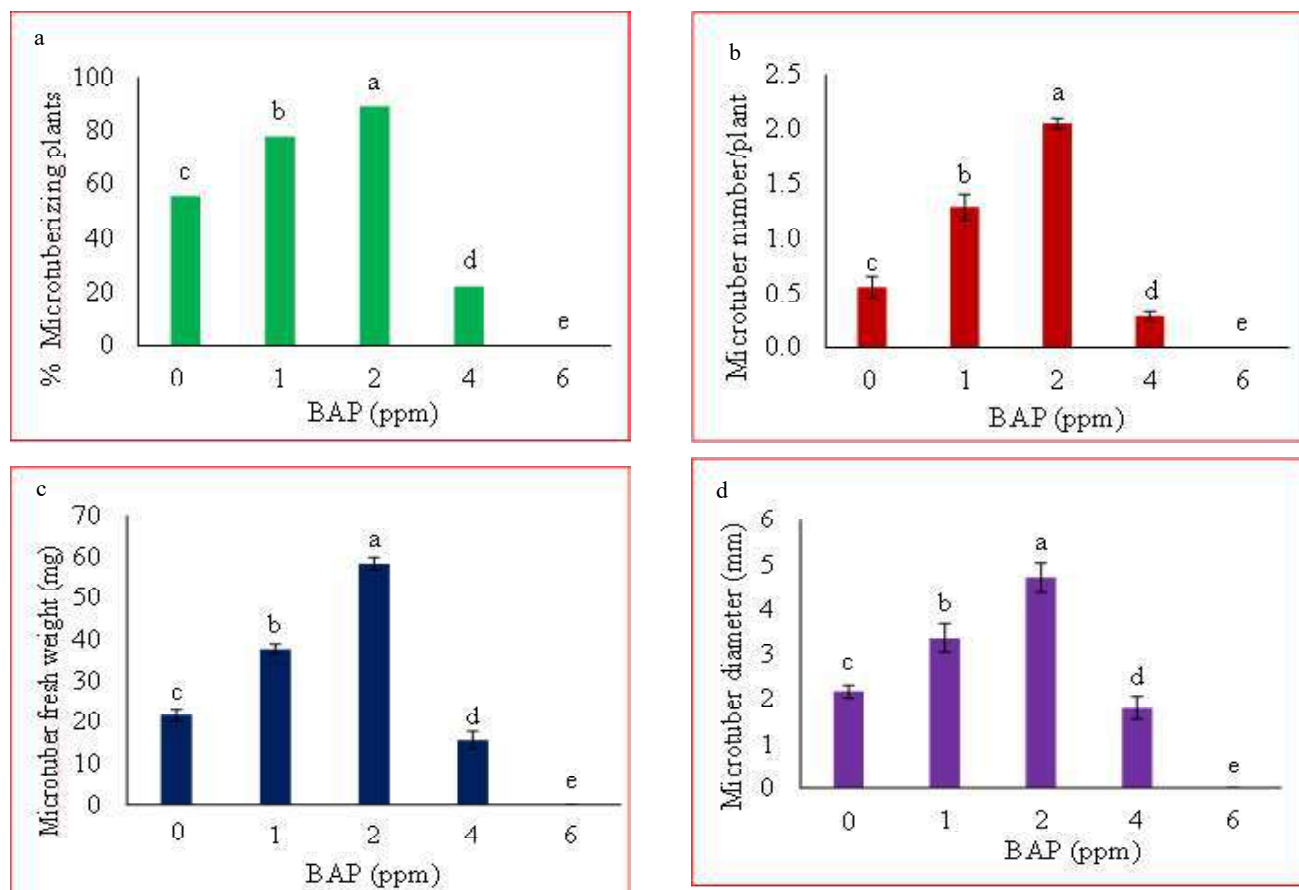 a
% Microtuberizing plants
100
80
60
40
20
0
c
b
a
d
e
0 1 2 4 6
BAP (ppm)
b
Microtuber number/plant
2.5
2.0
1.5
1.0
0.5
0.0
c
b
a
d
e
0 1 2 4 6
BAP (ppm)
c
Microtuber fresh weight (mg)
70
60
50
40
30
20
10
0
c
b
a
d
e
0 1 2 4 6
BAP (ppm)
d
Microtuber diameter (mm)
6
5
4
3
2
1
0
c
b
a
d
e
0 1 2 4 6
BAP (ppm)